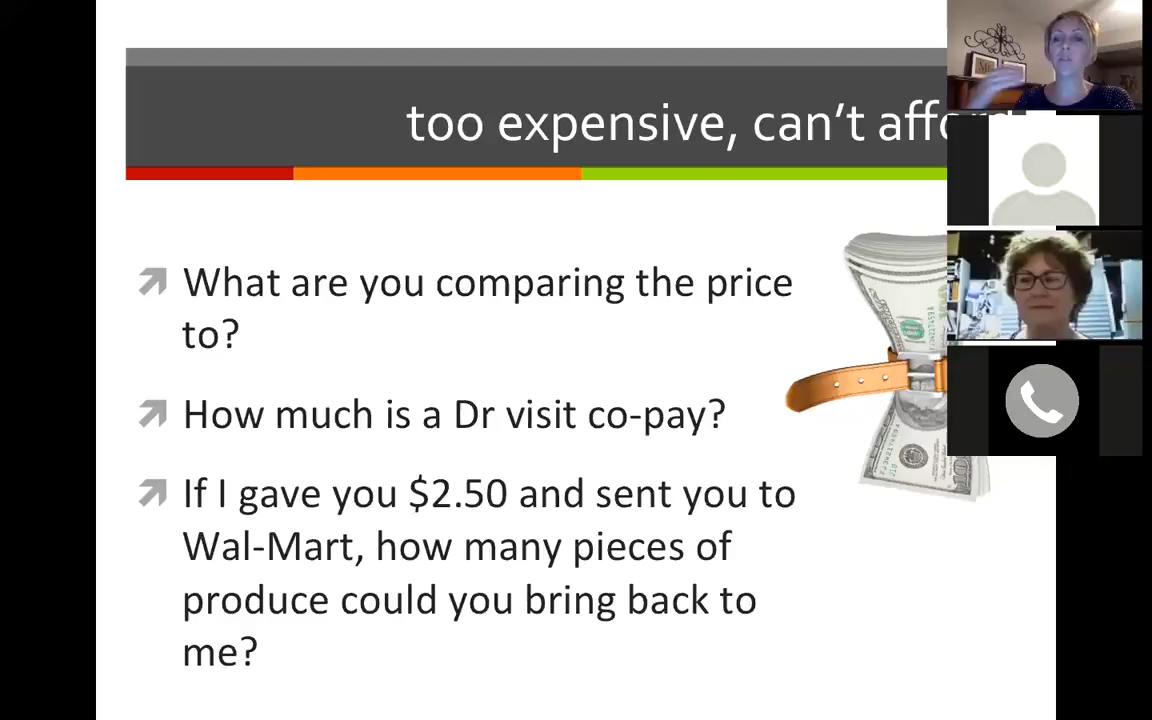 too expensive, can't afford
What are you comparing the price
to?
How much is a Dr visit co-pay?
If I gave you $2.50 and sent you to
Wal-Mart, how many pieces of
produce could you bring back to
me?